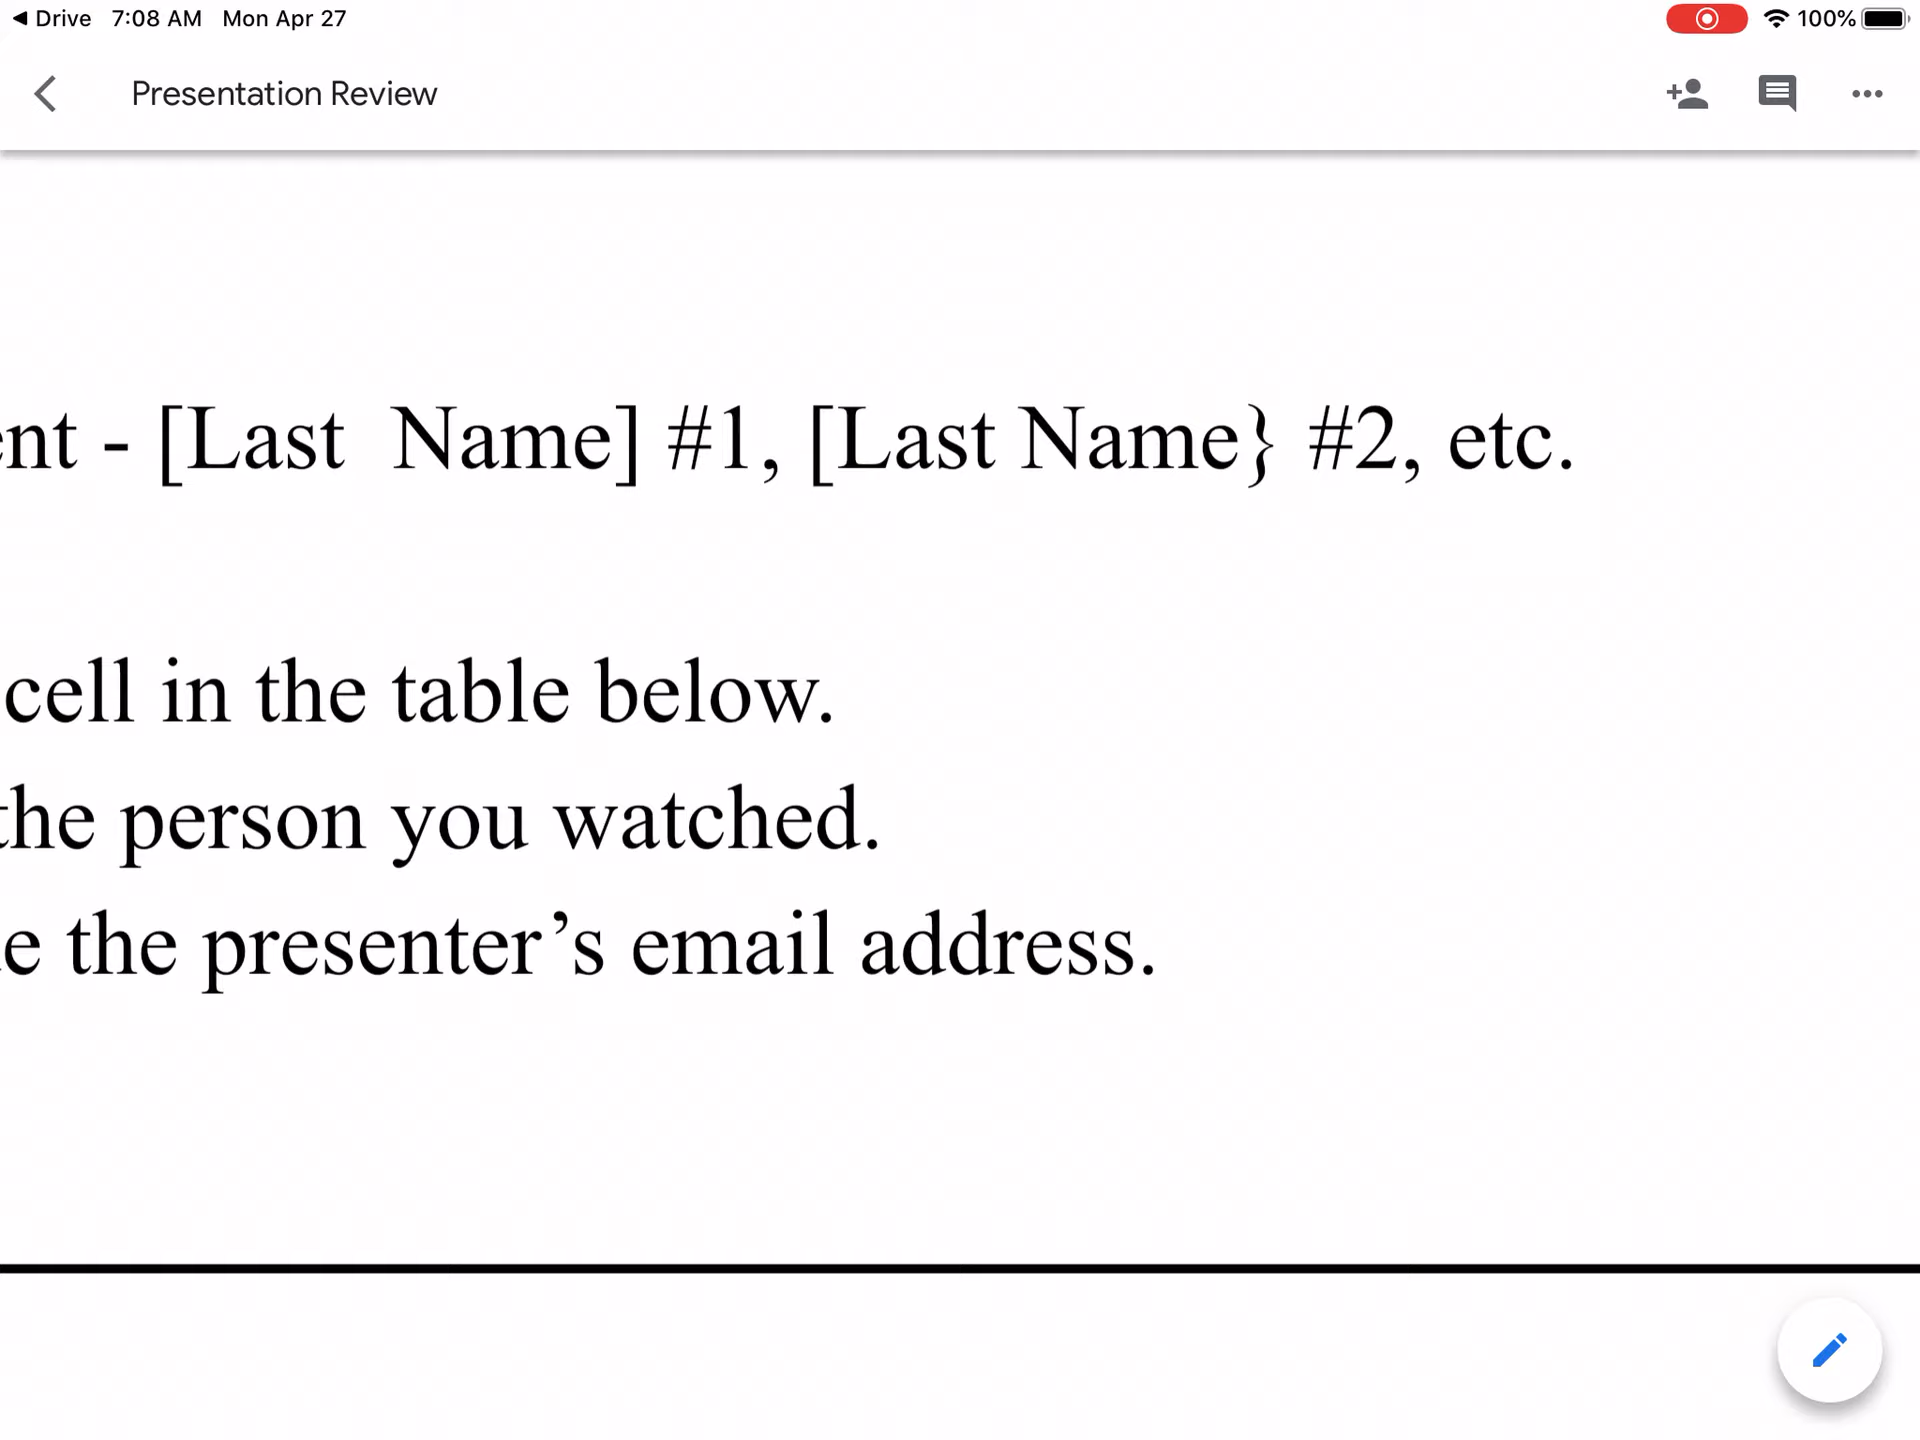 Drive 7:08 AM Mon Apr 27 100%
Presentation Review
nt - [Last  Name] #1, [Last Name} #2, etc.
cell in the table below.
the person you watched.
e the presenter’s email address.